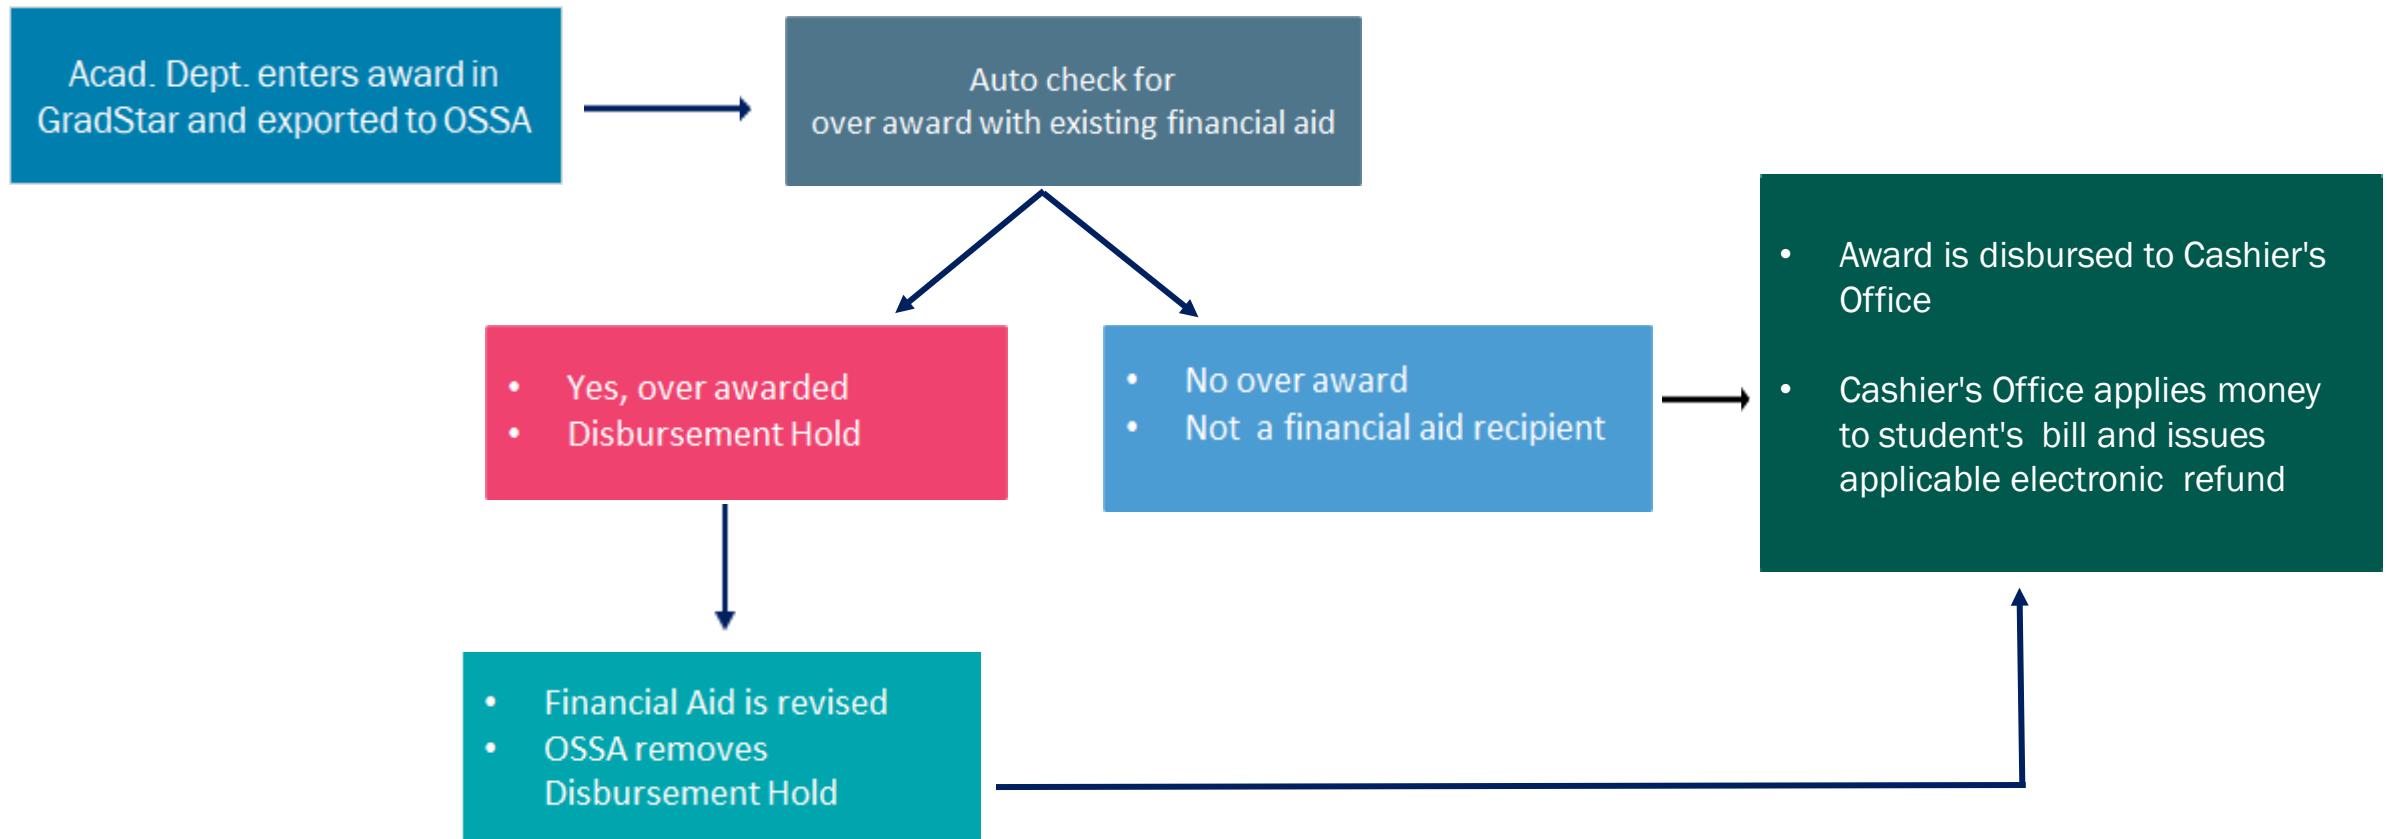 Acad. Dept. enters award in
GradStar and exported to OSSA
Auto check for
over award with existing financial aid
• Yes, over awarded
• Disbursement Hold
• No over award
• Not a financial aid recipient
• Award is disbursed to Cashier's
Office
• Cashier's Office applies money
to student's bill and issues
applicable electronic refund
• Financial Aid is revised
• OSSA removes
Disbursement Hold